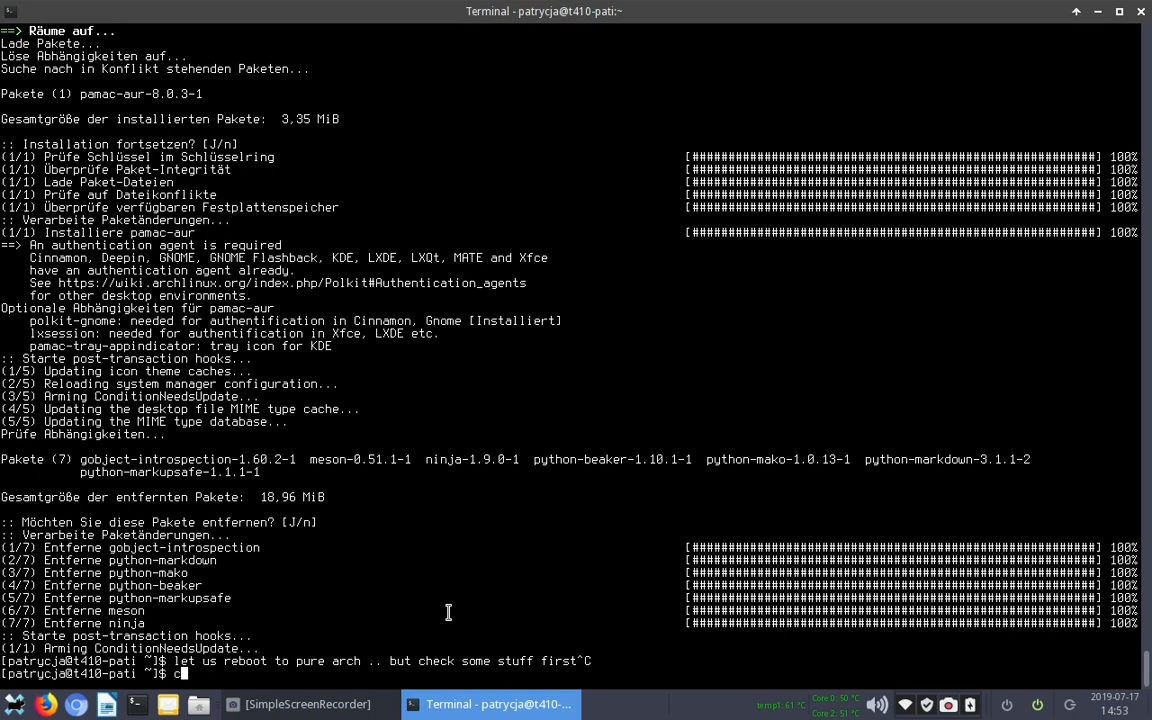 Terminal - patrycja@t410-pati:~
==> Räume auf...
Lade Pakete...
Löse Abhängigkeiten auf...
Suche nach in Konflikt stehenden Paketen...
Pakete (1) pamac-aur-8.0.3-1
Gesamtgröße der installierten Pakete:  3,35 MiB
:: Installation fortsetzen? [J/n]
(1/1) Prüfe Schlüssel im Schlüsselring [########################################################] 100%
(1/1) Überprüfe Paket-Integrität [########################################################] 100%
(1/1) Lade Paket-Dateien [########################################################] 100%
(1/1) Prüfe auf Dateikonflikte [########################################################] 100%
(1/1) Überprüfe verfügbaren Festplattenspeicher [########################################################] 100%
:: Verarbeite Paketänderungen...
(1/1) Installiere pamac-aur [########################################################] 100%
==> An authentication agent is required
Cinnamon, Deepin, GNOME, GNOME Flashback, KDE, LXDE, LXQt, MATE and Xfce
have an authentication agent already.
See https://wiki.archlinux.org/index.php/Polkit#Authentication_agents
for other desktop environments.
Optionale Abhängigkeiten für pamac-aur
polkit-gnome: needed for authentification in Cinnamon, Gnome [Installiert]
lxsession: needed for authentification in Xfce, LXDE etc.
pamac-tray-appindicator: tray icon for KDE
:: Starte post-transaction hooks...
(1/5) Updating icon theme caches...
(2/5) Reloading system manager configuration...
(3/5) Arming ConditionNeedsUpdate...
(4/5) Updating the desktop file MIME type cache...
(5/5) Updating the MIME type database...
Prüfe Abhängigkeiten...
Pakete (7) gobject-introspection-1.60.2-1  meson-0.51.1-1  ninja-1.9.0-1  python-beaker-1.10.1-1  python-mako-1.0.13-1  python-markdown-3.1.1-2
python-markupsafe-1.1.1-1
Gesamtgröße der entfernten Pakete:  18,96 MiB
:: Möchten Sie diese Pakete entfernen? [J/n]
:: Verarbeite Paketänderungen...
(1/7) Entferne gobject-introspection [########################################################] 100%
(2/7) Entferne python-markdown [########################################################] 100%
(3/7) Entferne python-mako [########################################################] 100%
(4/7) Entferne python-beaker [########################################################] 100%
(5/7) Entferne python-markupsafe [########################################################] 100%
(6/7) Entferne meson [########################################################] 100%
(7/7) Entferne ninja [########################################################] 100%
:: Starte post-transaction hooks...
(1/1) Arming ConditionNeedsUpdate...
[patrycja@t410-pati ~]$ let us reboot to pure arch .. but check some stuff first^C
[patrycja@t410-pati ~]$ c
[SimpleScreenRecorder]
Terminal - patrycja@t410-pati:...
temp1: 61 °C
Core 0: 50 °C
Core 2: 51 °C
2019-07-17
14:53